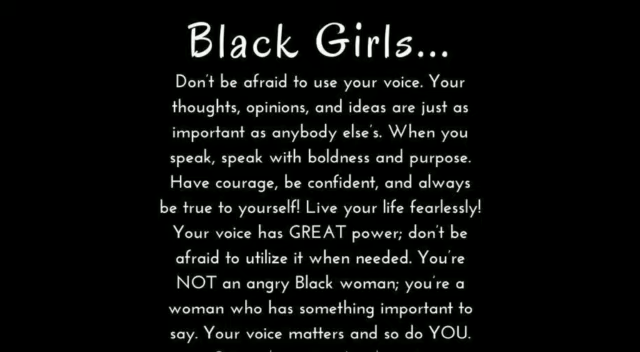 Black Girls...
Don't be afraid to use your voice. Your
thoughts, opinions, and ideas are just as
important as anybody else's. When you
speak, speak with boldness and purpose.
Have courage, be confident, and always
be true to yourself! Live your life fearlessly!
Your voice has GREAT power; don't be
afraid to utilize it when needed. You're
NOT an angry Black woman; you're a
woman who has something important to
say. Your voice matters and so do YOU.